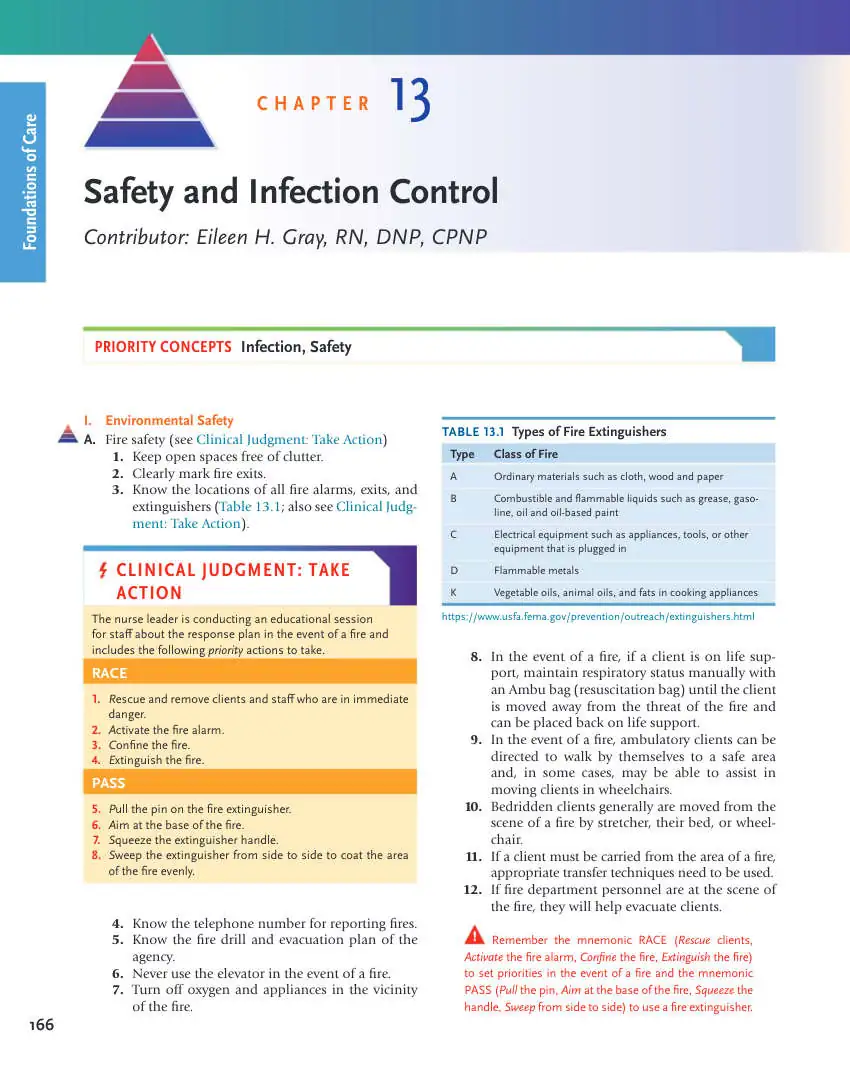 Foundations of Care
CHAPTER 13
Safety and Infection Control
Contributor: Eileen H. Gray, RN, DNP, CPNP
PRIORITY CONCEPTS Infection, Safety
I. Environmental Safety
A. Fire safety (see Clinical Judgment: Take Action)
1. Keep open spaces free of clutter.
2. Clearly mark fire exits.
3. Know the locations of all fire alarms, exits, and
extinguishers (Table 13.1; also see Clinical Judg-
ment: Take Action).
CLINICAL JUDGMENT: TAKE
ACTION
The nurse leader is conducting an educational session
for staff about the response plan in the event of a fire and
includes the following priority actions to take.
RACE
1. Rescue and remove clients and staff who are in immediate
danger.
2. Activate the fire alarm.
3. Confine the fire.
4. Extinguish the fire.
PASS
5. Pull the pin on the fire extinguisher.
6. Aim at the base of the fire.
7. Squeeze the extinguisher handle.
8. Sweep the extinguisher from side to side to coat the area
of the fire evenly.
4. Know the telephone number for reporting fires.
5. Know the fire drill and evacuation plan of the
agency.
6. Never use the elevator in the event of a fire.
7. Turn off oxygen and appliances in the vicinity
of the fire.
TABLE 13.1 Types of Fire Extinguishers
Type Class of Fire
A Ordinary materials such as cloth, wood and paper
B Combustible and flammable liquids such as grease, gaso-
line, oil and oil-based paint
C Electrical equipment such as appliances, tools, or other
equipment that is plugged in
D Flammable metals
K Vegetable oils, animal oils, and fats in cooking appliances
https://www.usfa.fema.gov/prevention/outreach/extinguishers.html
8. In the event of a fire, if a client is on life sup-
port, maintain respiratory status manually with
an Ambu bag (resuscitation bag) until the client
is moved away from the threat of the fire and
can be placed back on life support.
9. In the event of a fire, ambulatory clients can be
directed to walk by themselves to a safe area
and, in some cases, may be able to assist in
moving clients in wheelchairs.
10. Bedridden clients generally are moved from the
scene of a fire by stretcher, their bed, or wheel-
chair.
11. If a client must be carried from the area of a fire,
appropriate transfer techniques need to be used.
12. If fire department personnel are at the scene of
the fire, they will help evacuate clients.
Remember the mnemonic RACE (Rescue clients,
Activate the fire alarm, Confine the fire, Extinguish the fire)
to set priorities in the event of a fire and the mnemonic
PASS (Pull the pin, Aim at the base of the fire, Squeeze the
handle, Sweep from side to side) to use a fire extinguisher.
166